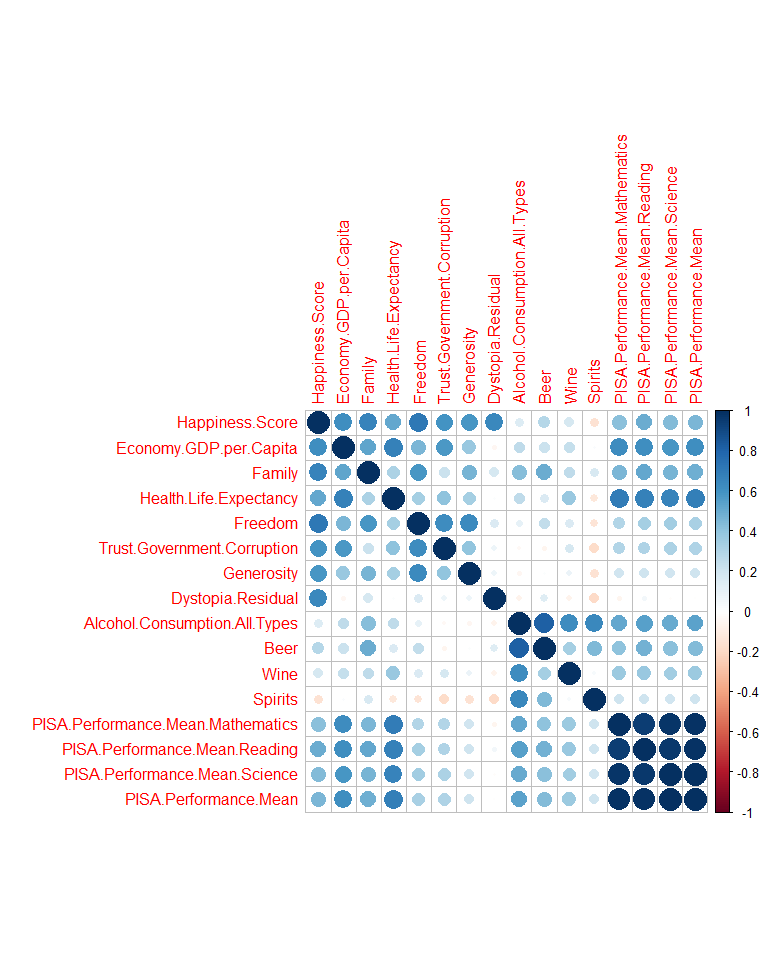 Happiness.Score
Economy.GDP.per.Capita
Family
Health.Life.Expectancy
Freedom
Trust.Government.Corruption
Generosity
Dystopia.Residual
Alcohol.Consumption.All.Types
Beer
Wine
Spirits
PISA.Performance.Mean.Mathematics
PISA.Performance.Mean.Reading
PISA.Performance.Mean.Science
PISA.Performance.Mean
Happiness.Score
Economy.GDP.per.Capita
Family
Health.Life.Expectancy
Freedom
Trust.Government.Corruption
Generosity
Dystopia.Residual
Alcohol.Consumption.All.Types
Beer
Wine
Spirits
PISA.Performance.Mean.Mathematics
PISA.Performance.Mean.Reading
PISA.Performance.Mean.Science
PISA.Performance.Mean
1
0.8
0.6
0.4
0.2
0
-0.2
-0.4
-0.6
-0.8
-1